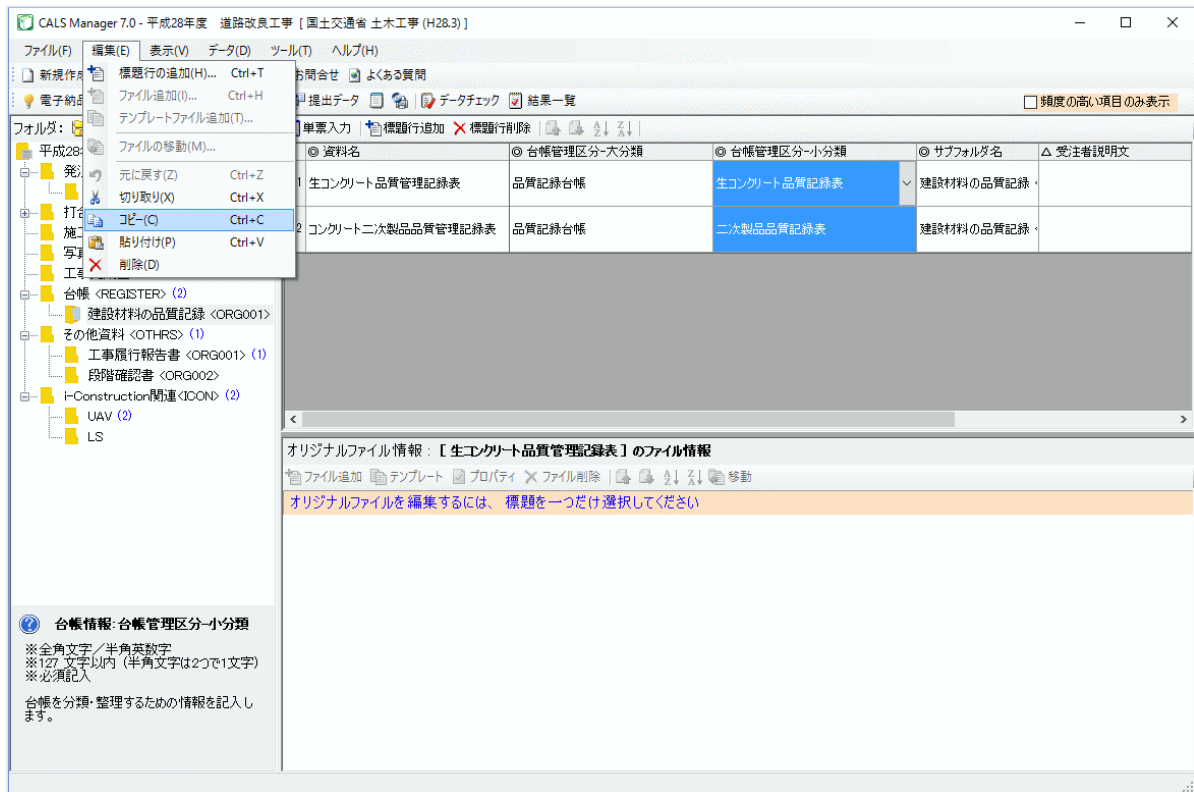 CALS Manager 7.0 - 平成28年度　道路改良工事 [ 国土交通省 土木工事 (H28.3) ]
ファイル(F) 編集(E) 表示(V) データ(D) ツール(T) ヘルプ(H)
新規作成 お問合せ よくある質問
電子納品 提出データ データチェック 結果一覧 頻度の高い項目のみ表示
フォルダ: 単票入力 標題行追加 標題行削除
標題行の追加(H)... Ctrl+T
ファイル追加(I)... Ctrl+H
テンプレートファイル追加(T)...
ファイルの移動(M)...
元に戻す(Z) Ctrl+Z
切り取り(X) Ctrl+X
コピー(C) Ctrl+C
貼り付け(P) Ctrl+V
削除(D)
◎ 資料名 ◎ 台帳管理区分-大分類 ◎ 台帳管理区分-小分類 ◎ サブフォルダ名 △ 受注者説明文
1 生コンクリート品質管理記録表 品質記録台帳 生コンクリート品質記録表 建設材料の品質記録
2 コンクリート二次製品品質管理記録表 品質記録台帳 二次製品品質記録表 建設材料の品質記録
平成28
発
打
施
写
工
台帳 <REGISTER> (2)
建設材料の品質記録 <ORG001>
その他資料 <OTHRS> (1)
工事履行報告書 <ORG001> (1)
段階確認書 <ORG002>
i-Construction関連<ICON> (2)
UAV (2)
LS
オリジナルファイル情報 : [ 生コンクリート品質管理記録表 ] のファイル情報
ファイル追加 テンプレート プロパティ ファイル削除 移動
オリジナルファイルを編集するには、 標題を一つだけ選択してください
台帳情報: 台帳管理区分-小分類
※全角文字／半角英数字
※127 文字以内 (半角文字は2つで1文字)
※必須記入
台帳を分類・整理するための情報を記入し
ます。